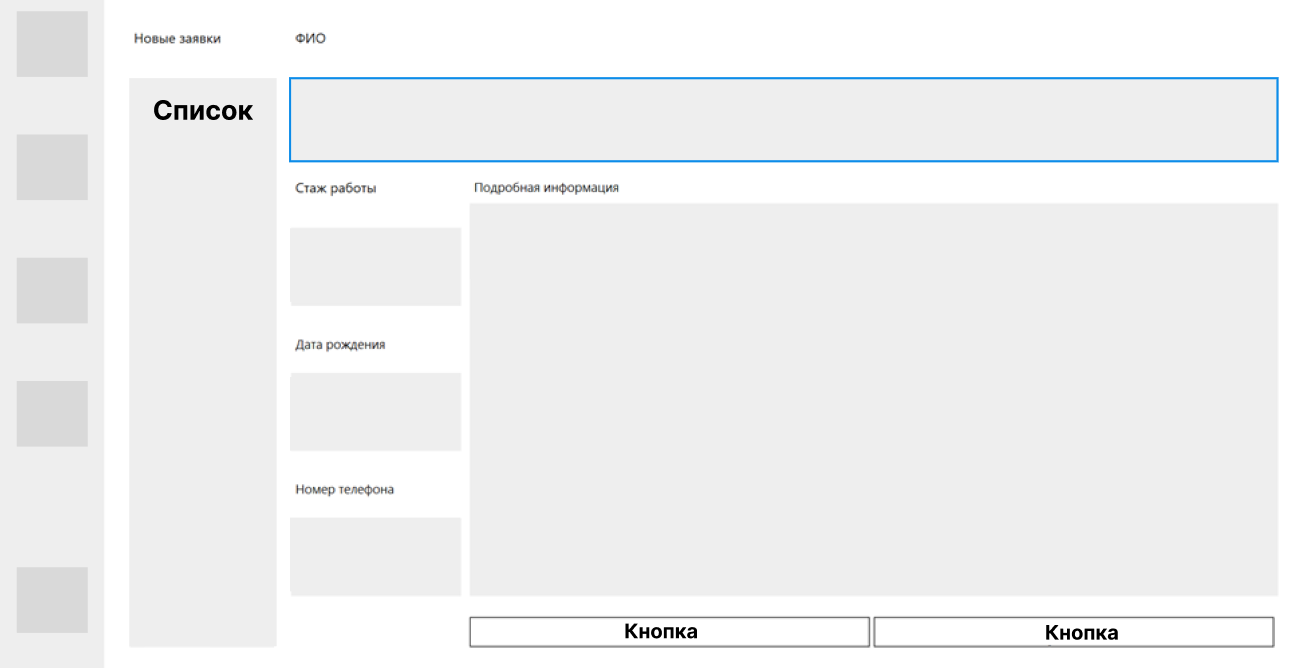 Новые заявки
ФИО
Список
Стаж работы
Подробная информация
Дата рождения
Номер телефона
Кнопка
Кнопка